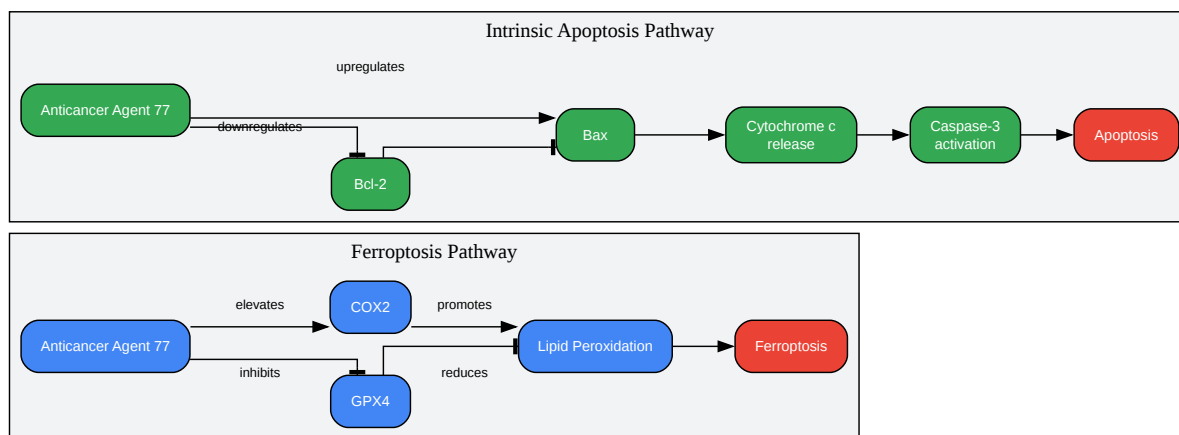 Intrinsic Apoptosis Pathway
upregulates
Anticancer Agent 77
downregulates
Bax
Cytochrome c
release
Caspase-3
activation
Apoptosis
Bcl-2
Ferroptosis Pathway
elevates
COX2
promotes
Anticancer Agent 77
Lipid Peroxidation
Ferroptosis
inhibits
reduces
GPX4